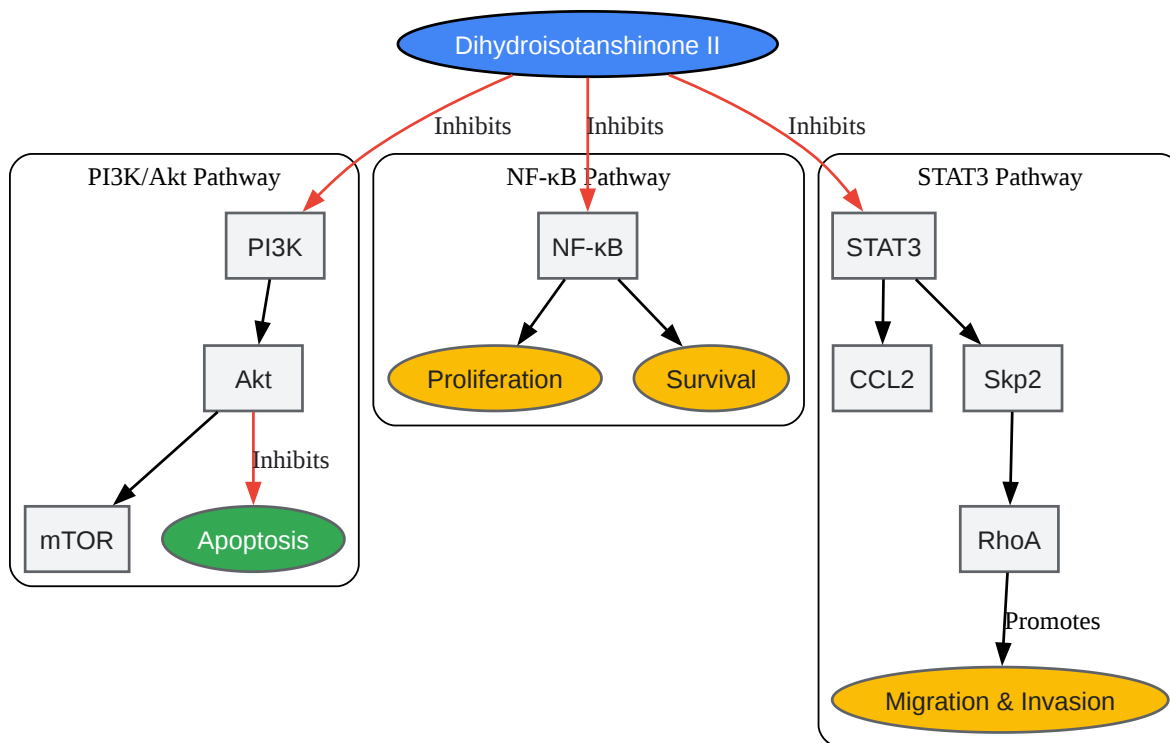 Dihydroisotanshinone II
Inhibits
Inhibits
Inhibits
PI3K/Akt Pathway
NF-κB Pathway
STAT3 Pathway
PI3K
NF-κB
STAT3
Akt
Proliferation
Survival
CCL2
Skp2
Inhibits
mTOR
Apoptosis
RhoA
Promotes
Migration & Invasion